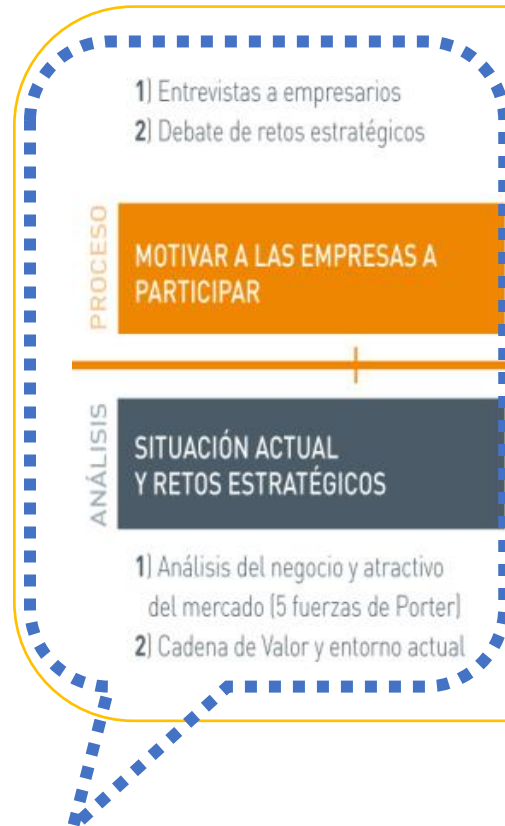 1) Entrevistas a empresarios
2) Debate de retos estratégicos
PROCESO
MOTIVAR A LAS EMPRESAS A
PARTICIPAR
ANÁLISIS
SITUACIÓN ACTUAL
Y RETOS ESTRATÉGICOS
1) Análisis del negocio y atractivo
del mercado (5 fuerzas de Porter)
2) Cadena de Valor y entorno actual